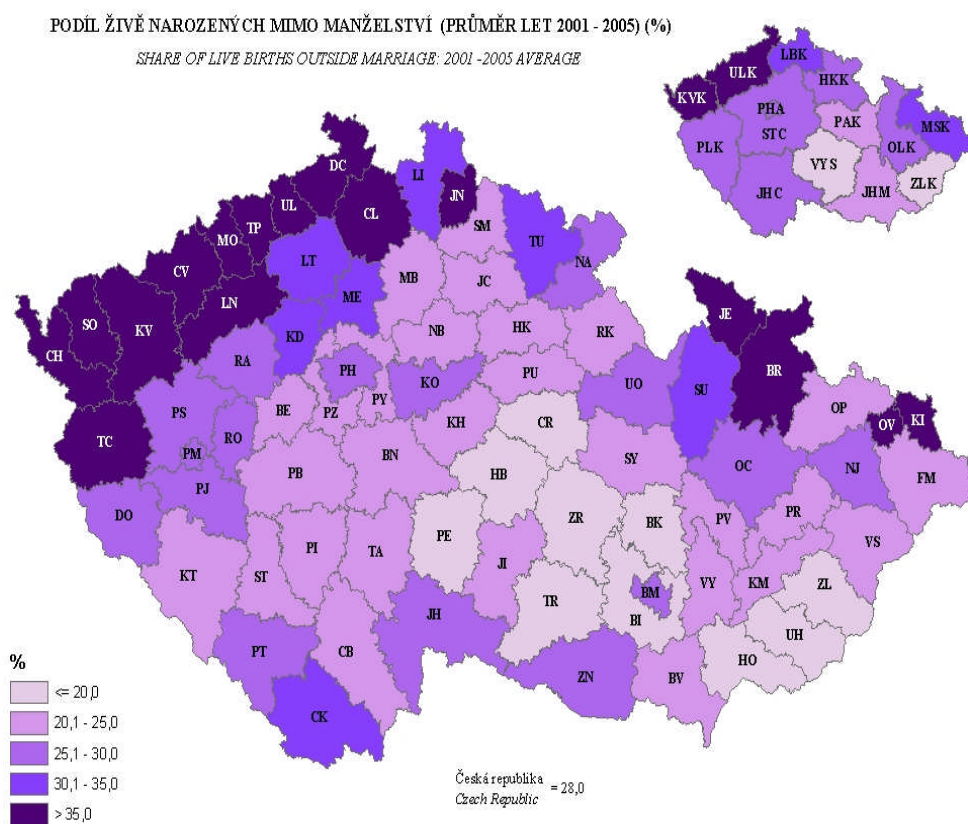 PODÍL ŽIVĚ NAROZENÝCH MIMO MANŽELSTVÍ (PRŮMĚR LET 2001 - 2005) (%)
SHARE OF LIVE BIRTHS OUTSIDE MARRIAGE: 2001 -2005 AVERAGE
LBK
ULK
HKK
KVK
PHA
PAK
MSK
STC
PLK
OLK
VYS
ZLK
JHC
JHM
DC
LI
JN
UL
CL
TP
SM
MO
TU
CV
LT
NA
MB
JC
ME
LN
JE
SO
KV
NB
HK
RK
KD
CH
RA
PH
KO
PU
BR
UO
SU
PS
BE
PZ
PY
OP
OV
KI
TC
RO
KH
CR
PM
BN
SY
OC
NJ
PB
HB
FM
PJ
DO
ZR
BK
PV
PR
PE
VS
KT
ST
PI
TA
JI
VY
KM
ZL
TR
BM
JH
BI
UH
PT
CB
HO
ZN
BV
CK
%
<= 20,0
20,1 - 25,0
25,1 - 30,0
30,1 - 35,0
> 35,0
Česká republika
Czech Republic
= 28,0